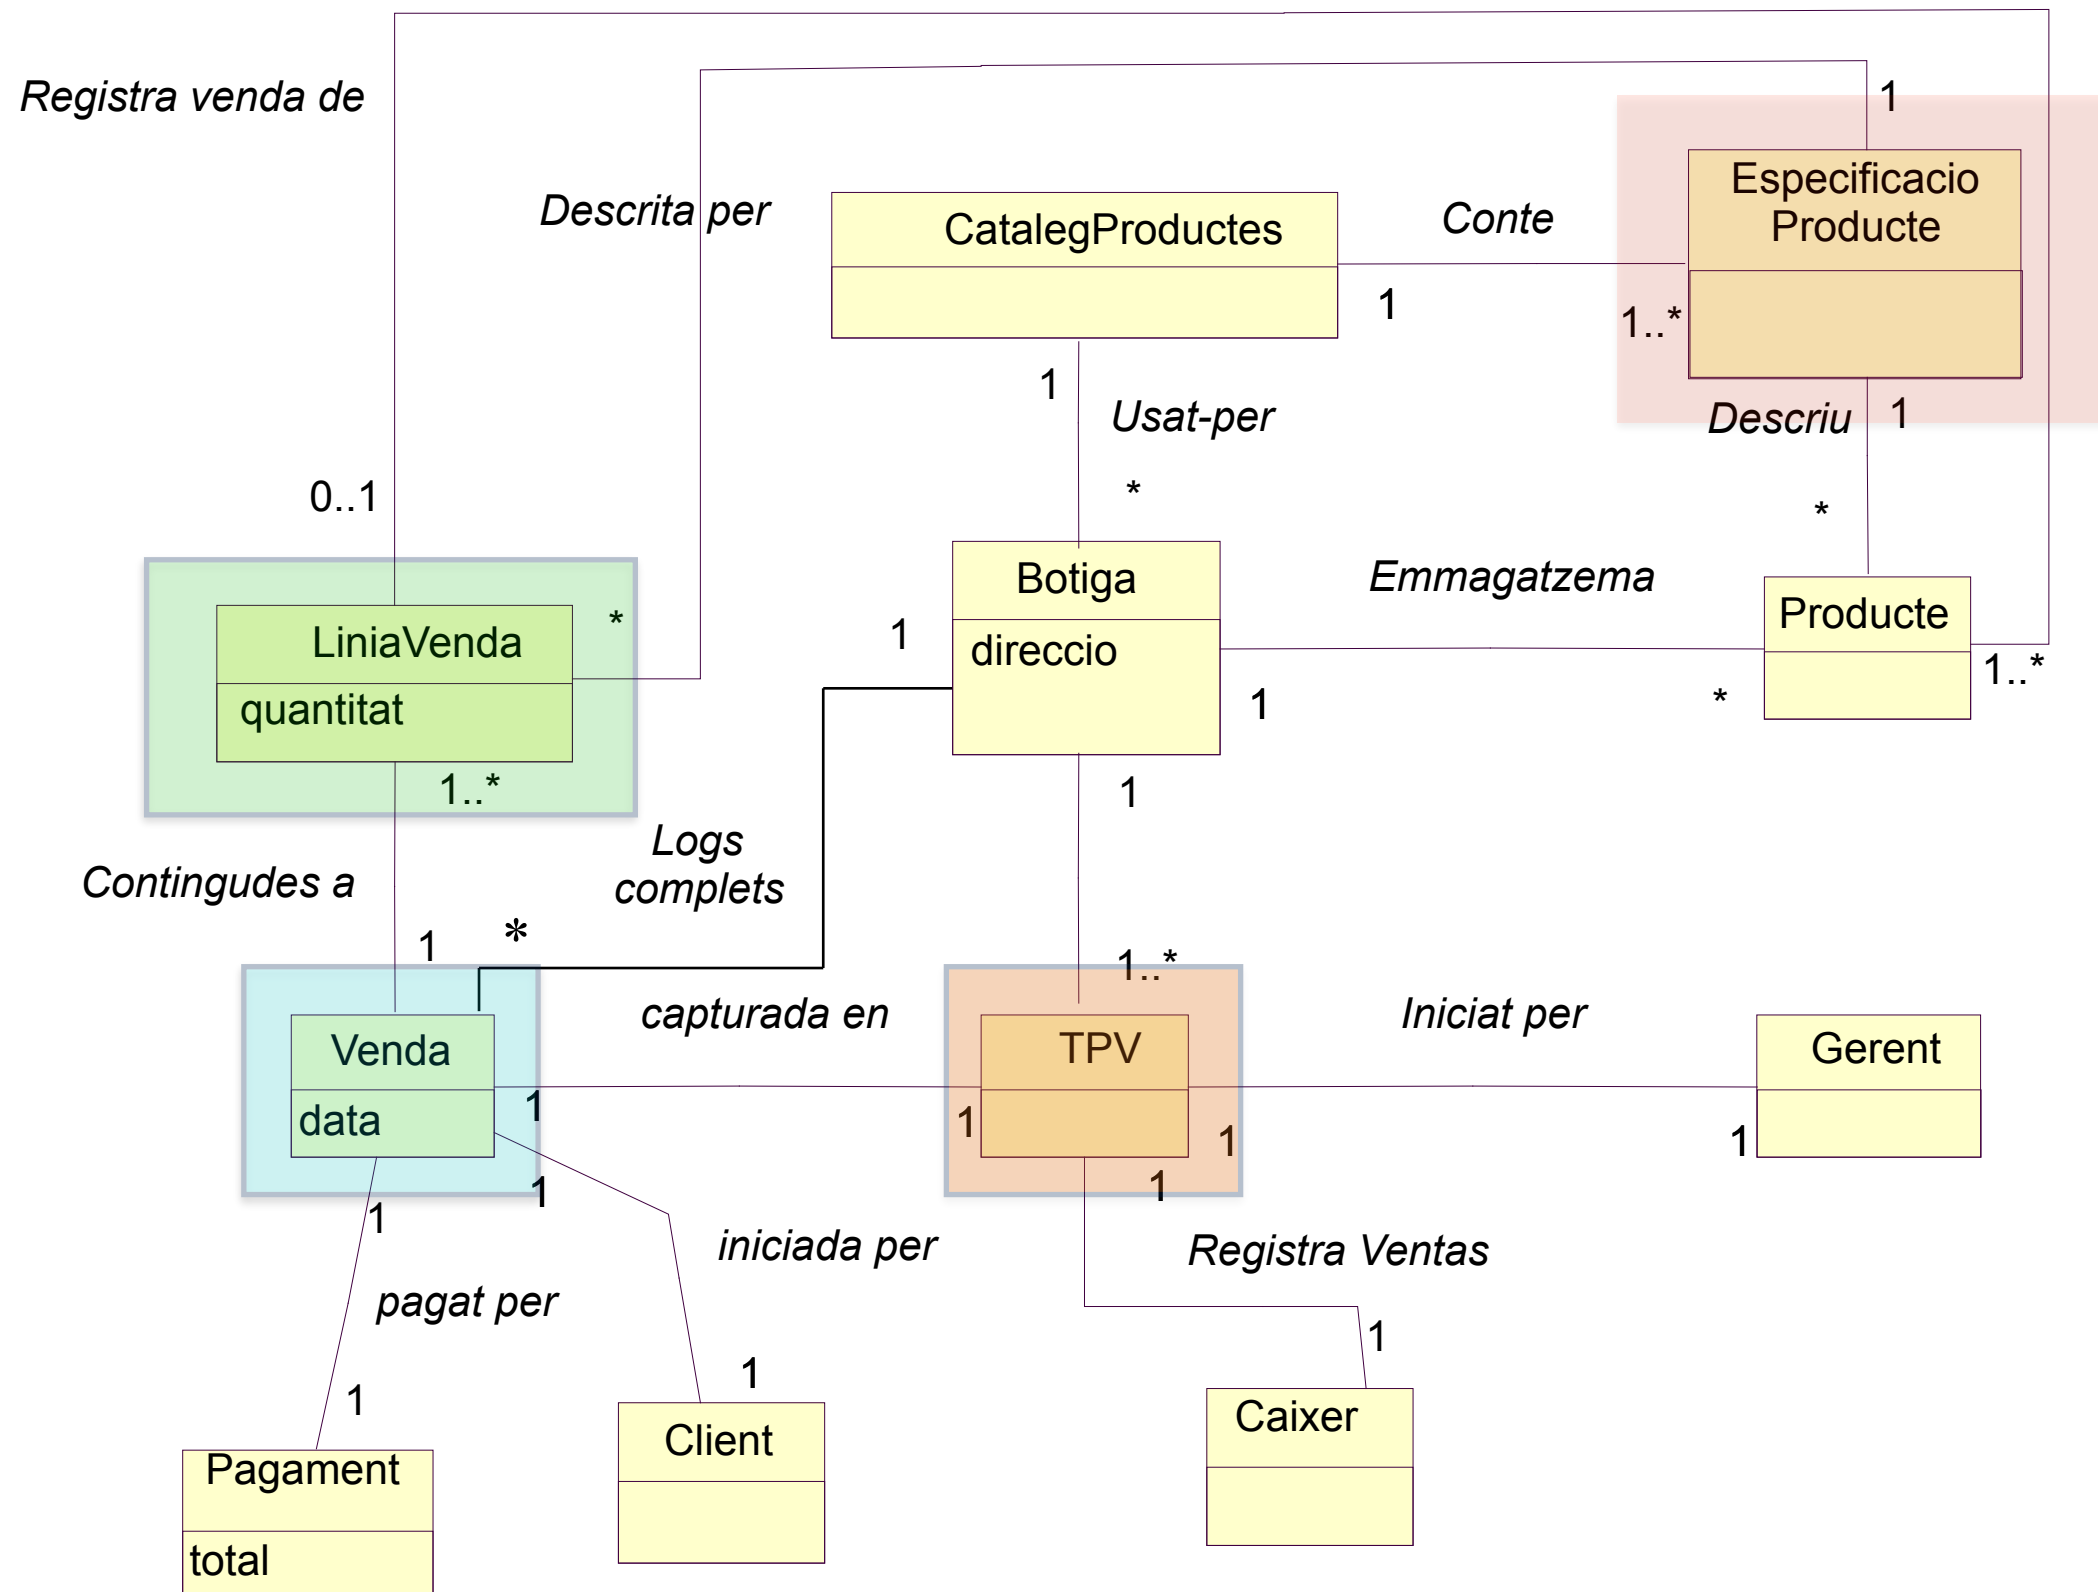 Registra venda de
1
Especificacio
Producte
Descrita per
CatalegProductes
Conte
1
1..*
1
Usat-per
Descriu
1
0..1
*
*
Botiga
Emmagatzema
Producte
LiniaVenda
*
1
direccio
1..*
quantitat
1
*
1..*
1
Logs
complets
Contingudes a
1
*
1..*
capturada en
Iniciat per
Venda
TPV
Gerent
data
1
1
1
1
1
1
1
iniciada per
Registra Ventas
pagat per
1
1
1
Client
Caixer
Pagament
total